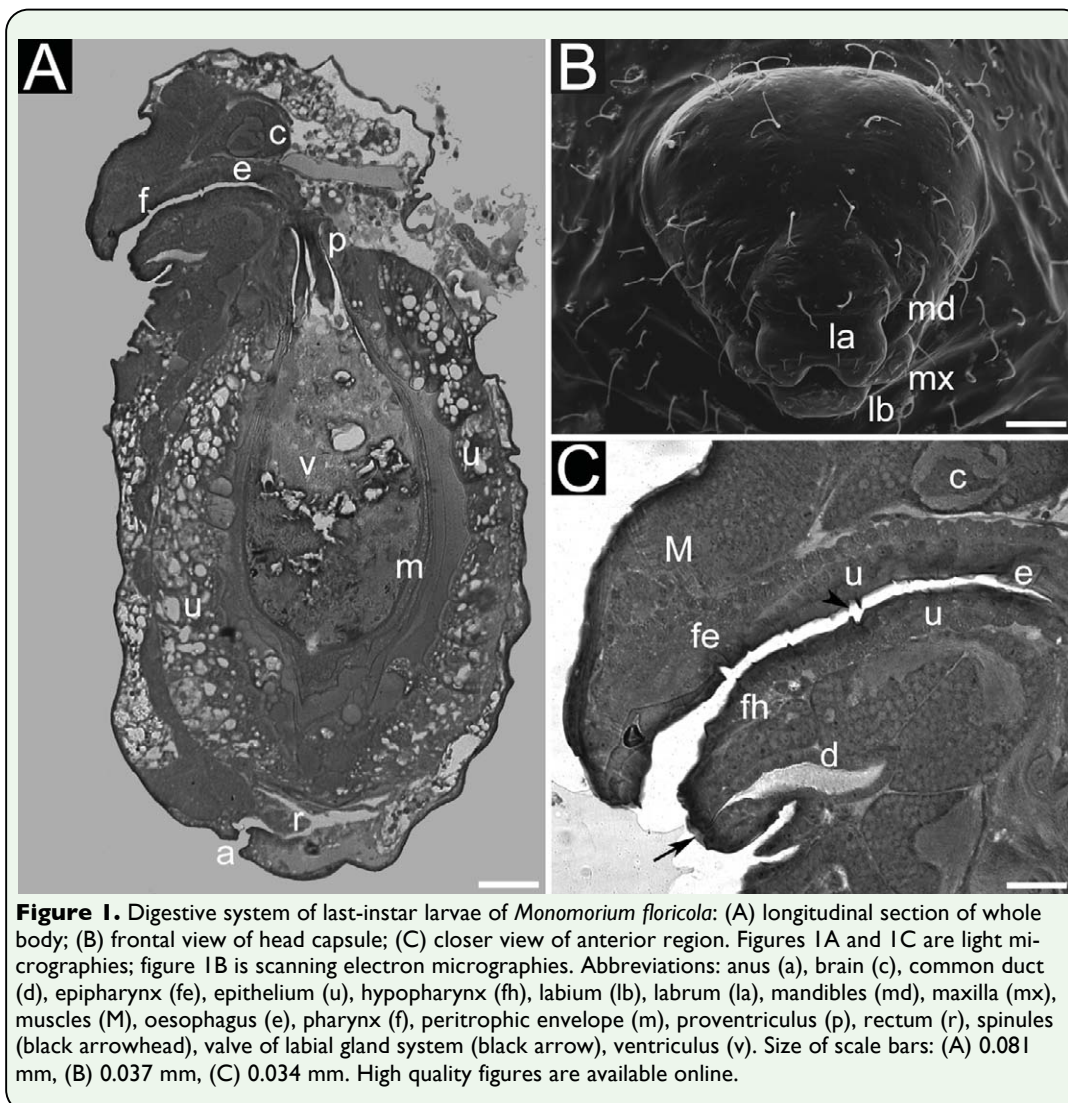 A
c
e
f
p
v
u
m
u
r
a
B
md
la
mx
lb
C
c
M
u
e
u
fe
fh
d
Figure 1. Digestive system of last-instar larvae of Monomorium floricola: (A) longitudinal section of whole
body; (B) frontal view of head capsule; (C) closer view of anterior region. Figures 1A and 1C are light mi-
crographies; figure 1B is scanning electron micrographies. Abbreviations: anus (a), brain (c), common duct
(d), epipharynx (fe), epithelium (u), hypopharynx (fh), labium (lb), labrum (la), mandibles (md), maxilla (mx),
muscles (M), oesophagus (e), pharynx (f), peritrophic envelope (m), proventriculus (p), rectum (r), spinules
(black arrowhead), valve of labial gland system (black arrow), ventriculus (v). Size of scale bars: (A) 0.081
mm, (B) 0.037 mm, (C) 0.034 mm. High quality figures are available online.